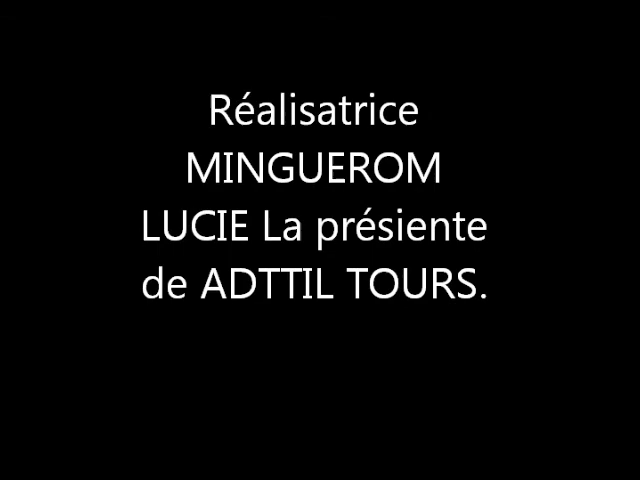 Réalisatrice
MINGUEROM
LUCIE La présiente
de ADTTIL TOURS.